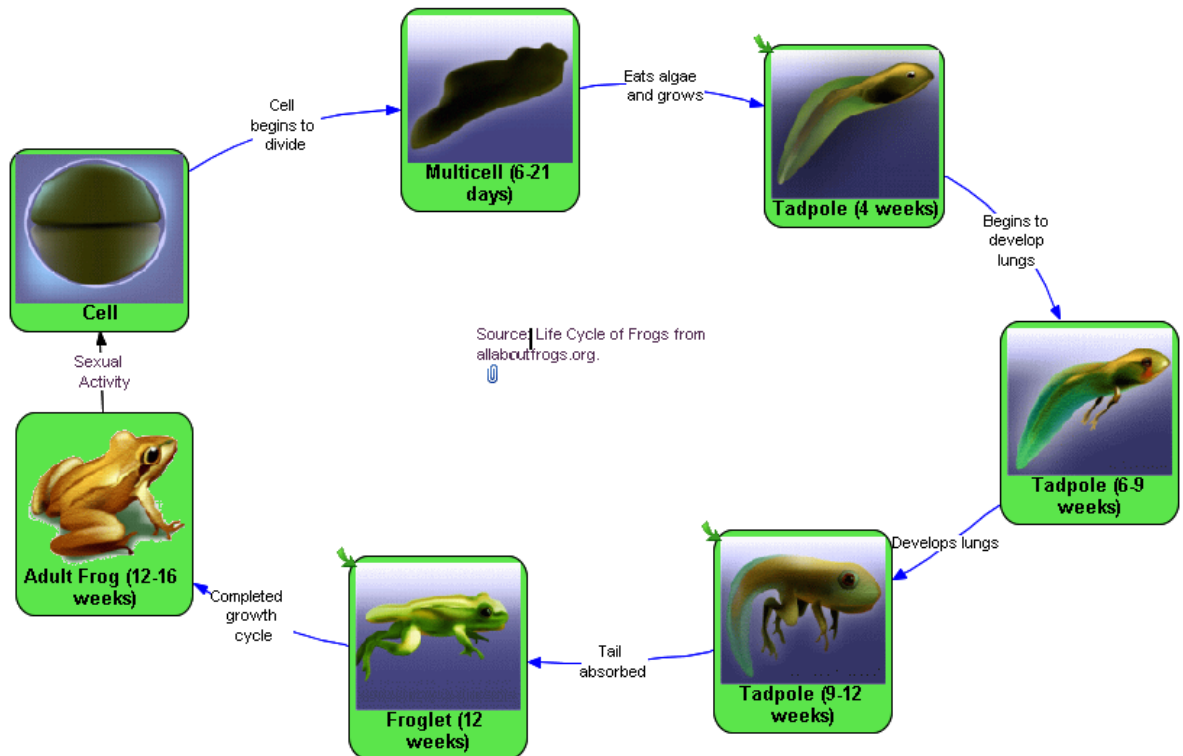 Cell
begins to
divide
Multicell (6-21
days)
Eats algae
and grows
Tadpole (4 weeks)
Begins to
develop
lungs
Tadpole (6-9
weeks)
Develops lungs
Tadpole (9-12
weeks)
Tail
absorbed
Froglet (12
weeks)
Completed
growth
cycle
Adult Frog (12-16
weeks)
Sexual
Activity
Cell
Source: Life Cycle of Frogs from
allaboutfrogs.org.